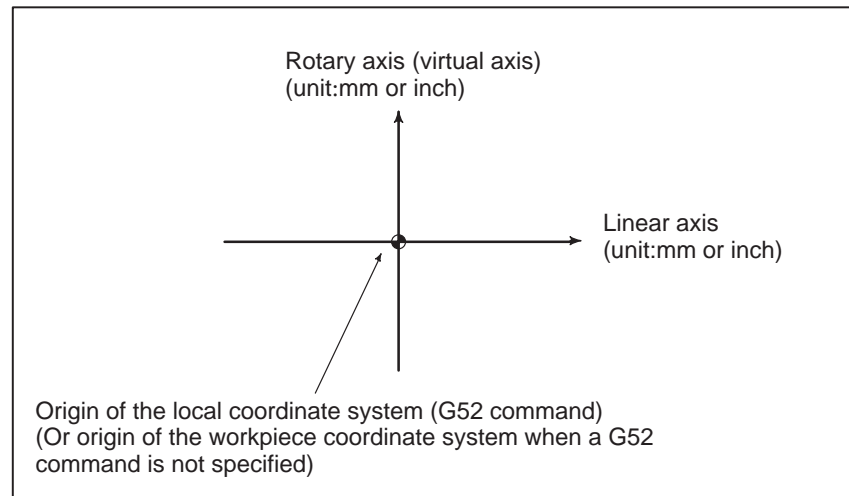 Rotary axis (virtual axis)
(unit:mm or inch)
Linear axis
(unit:mm or inch)
Origin of the local coordinate system (G52 command)
(Or origin of the workpiece coordinate system when a G52
command is not specified)